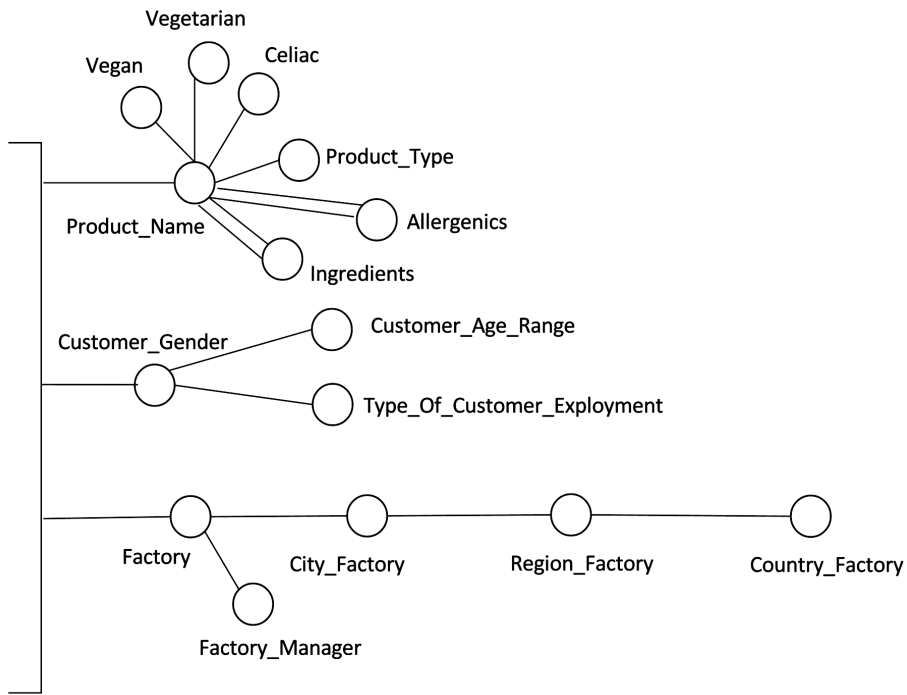 Vegetarian
Celiac
Vegan
Product_Type
Allergenics
Product_Name
Ingredients
Customer_Age_Range
Customer_Gender
Type_Of_Customer_Exployment
Factory
City_Factory
Region_Factory
Country_Factory
Factory_Manager